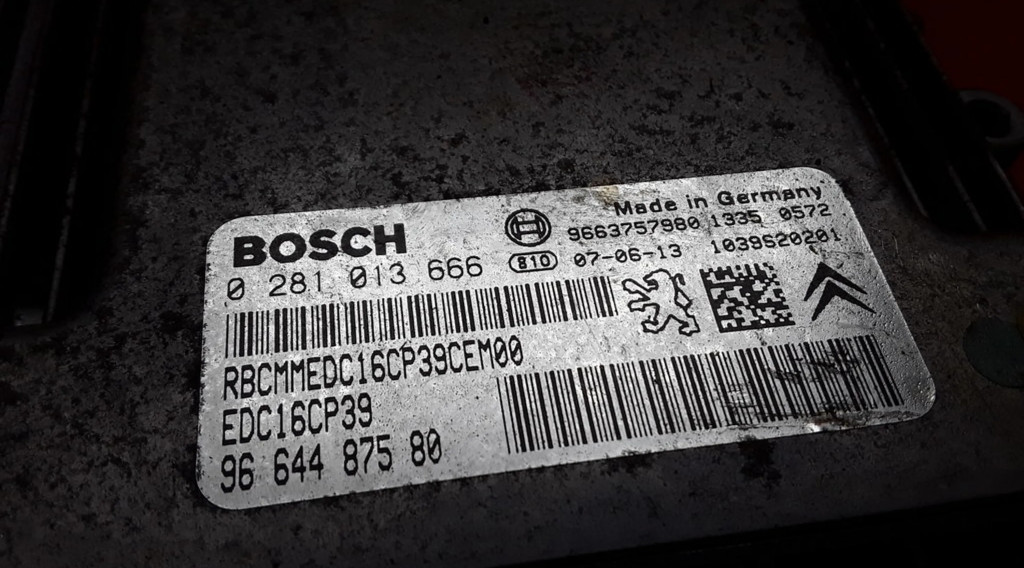 BOSCH
Made in Germany
9663757980 1335 0572
0 281 013 666
810 07-06-13 1039S20201
RBCMMEDC16CP39CEM00
EDC16CP39
96 644 875 80